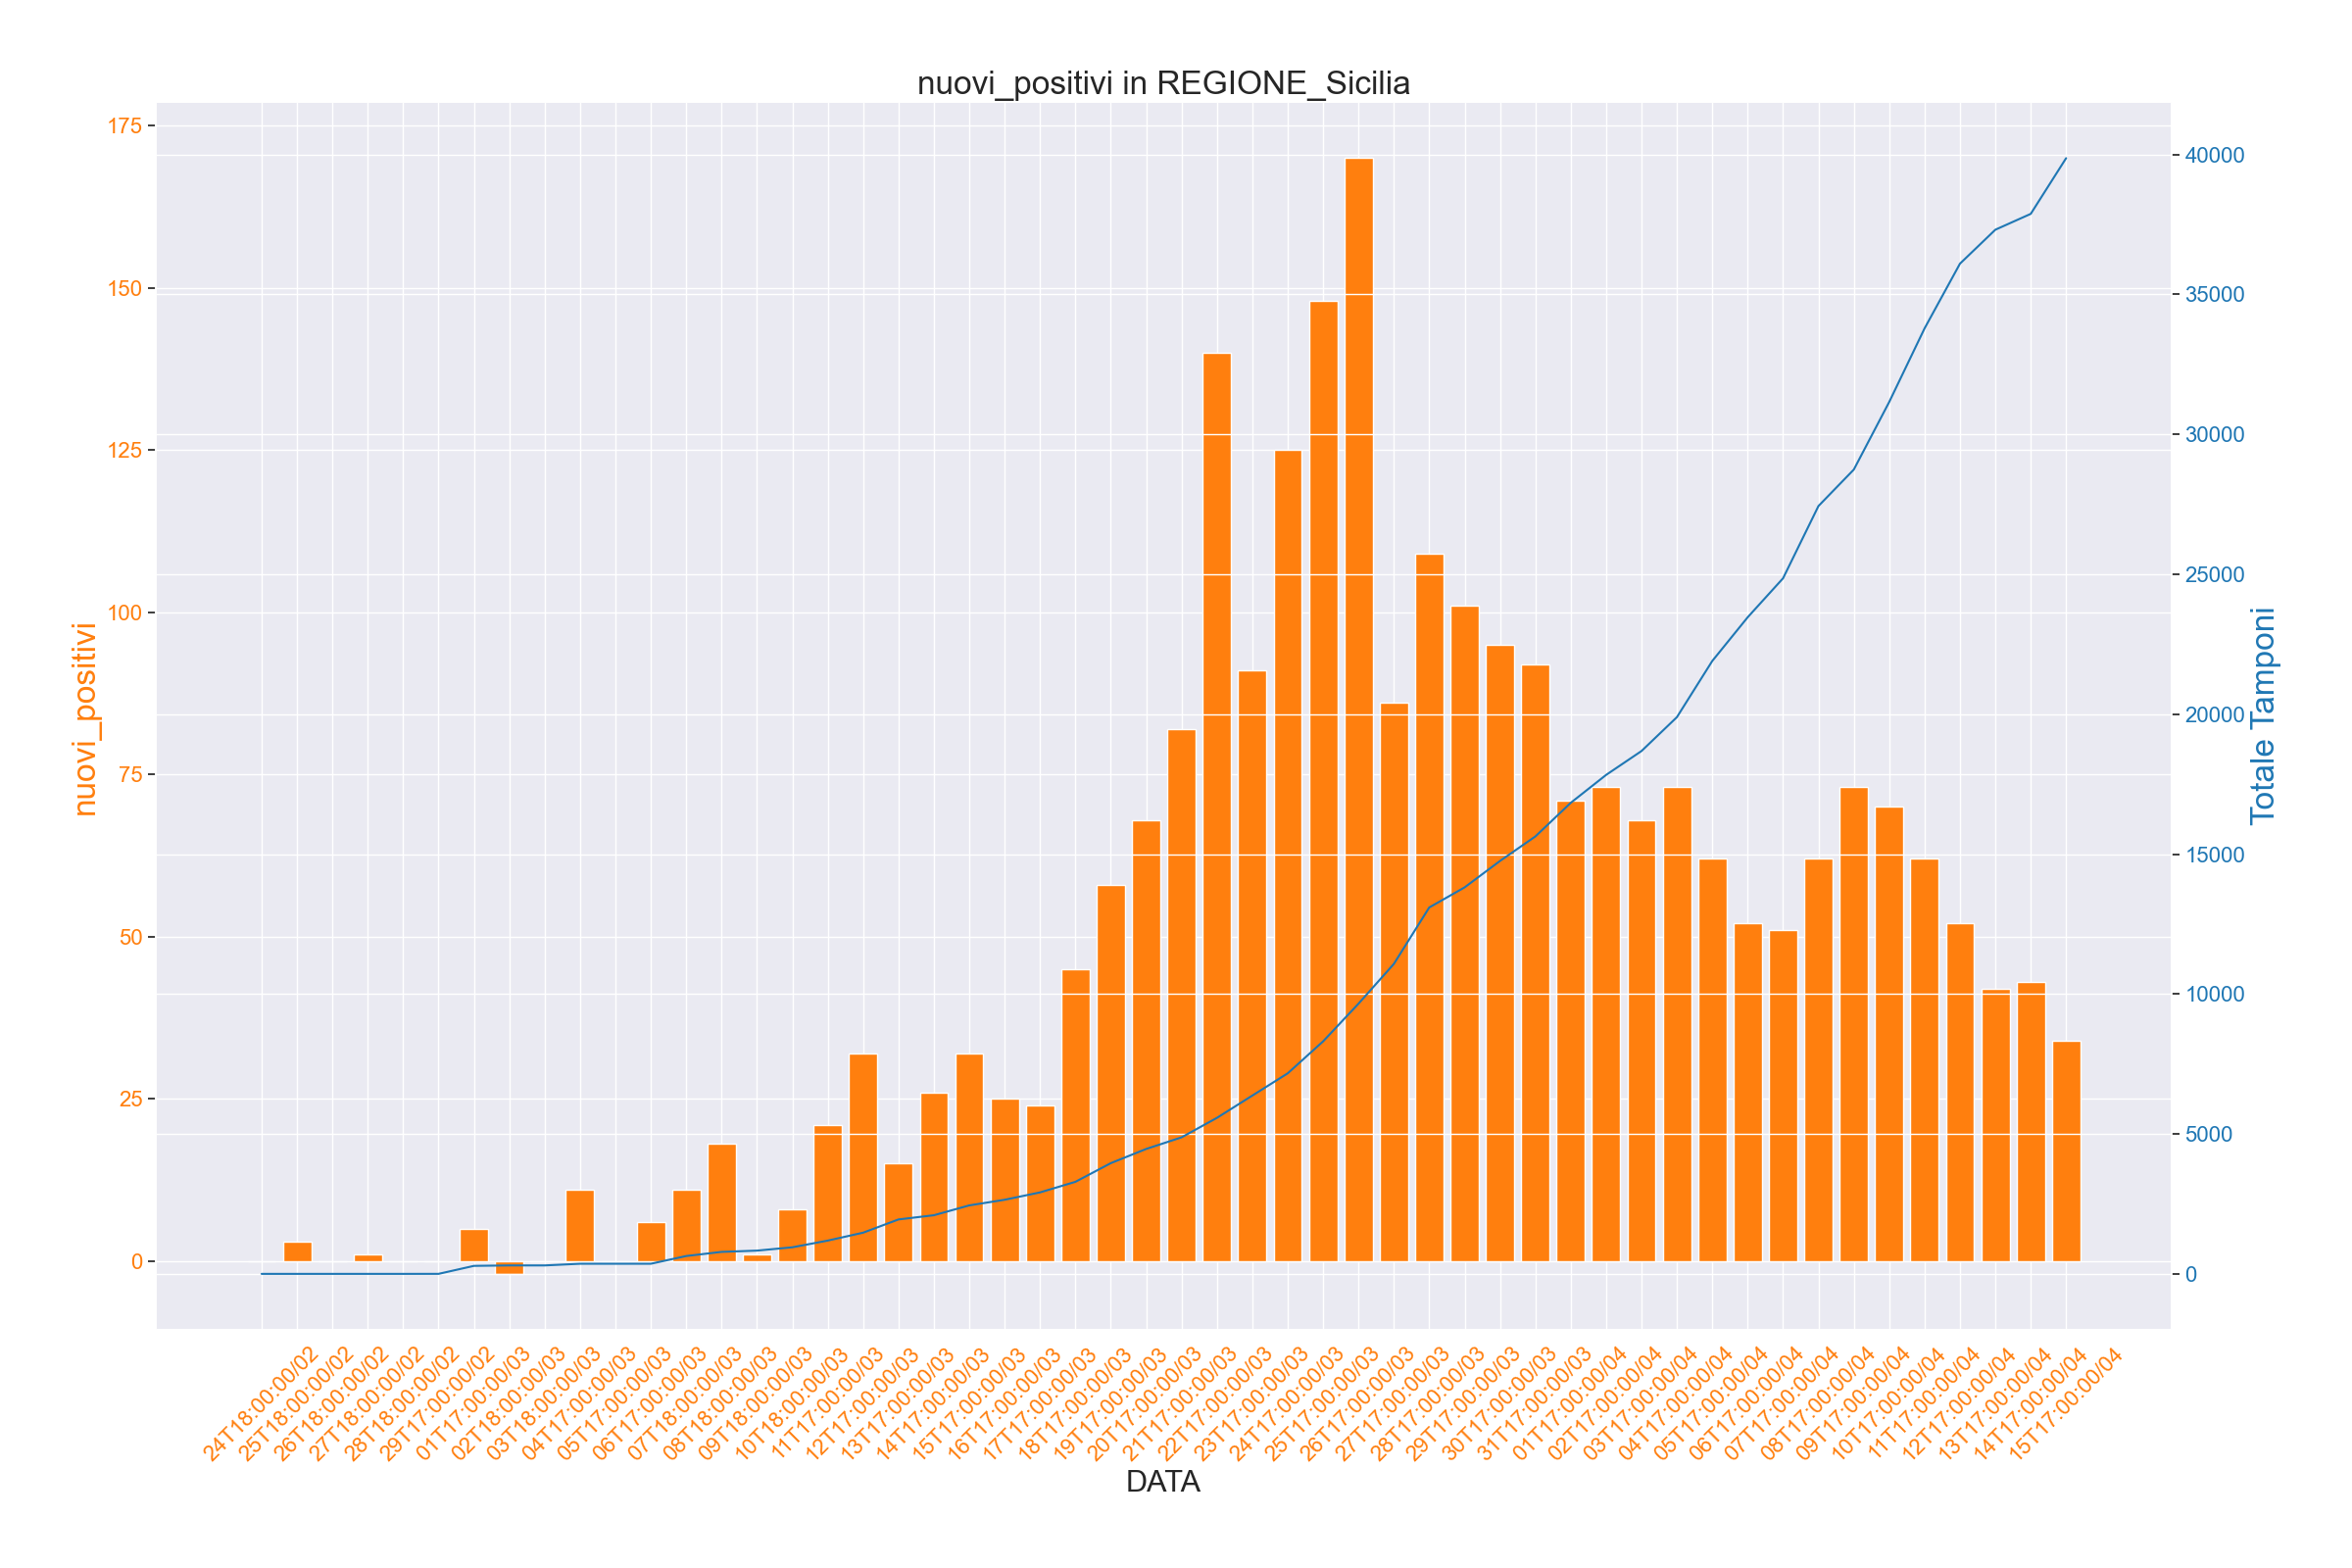 nuovi_positivi in REGIONE_Sicilia
175
150
125
100
75
50
25
0
nuovi_positivi
40000
35000
30000
25000
20000
15000
10000
5000
0
Totale Tamponi
24T18:00:00/02
25T18:00:00/02
26T18:00:00/02
27T18:00:00/02
28T18:00:00/02
29T17:00:00/02
01T17:00:00/03
02T18:00:00/03
03T18:00:00/03
04T17:00:00/03
05T17:00:00/03
06T17:00:00/03
07T18:00:00/03
08T18:00:00/03
09T18:00:00/03
10T18:00:00/03
11T17:00:00/03
12T17:00:00/03
13T17:00:00/03
14T17:00:00/03
15T17:00:00/03
16T17:00:00/03
17T17:00:00/03
18T17:00:00/03
19T17:00:00/03
20T17:00:00/03
21T17:00:00/03
22T17:00:00/03
23T17:00:00/03
24T17:00:00/03
25T17:00:00/03
26T17:00:00/03
27T17:00:00/03
28T17:00:00/03
29T17:00:00/03
30T17:00:00/03
31T17:00:00/03
01T17:00:00/04
02T17:00:00/04
03T17:00:00/04
04T17:00:00/04
05T17:00:00/04
06T17:00:00/04
07T17:00:00/04
08T17:00:00/04
09T17:00:00/04
10T17:00:00/04
11T17:00:00/04
12T17:00:00/04
13T17:00:00/04
14T17:00:00/04
15T17:00:00/04
DATA